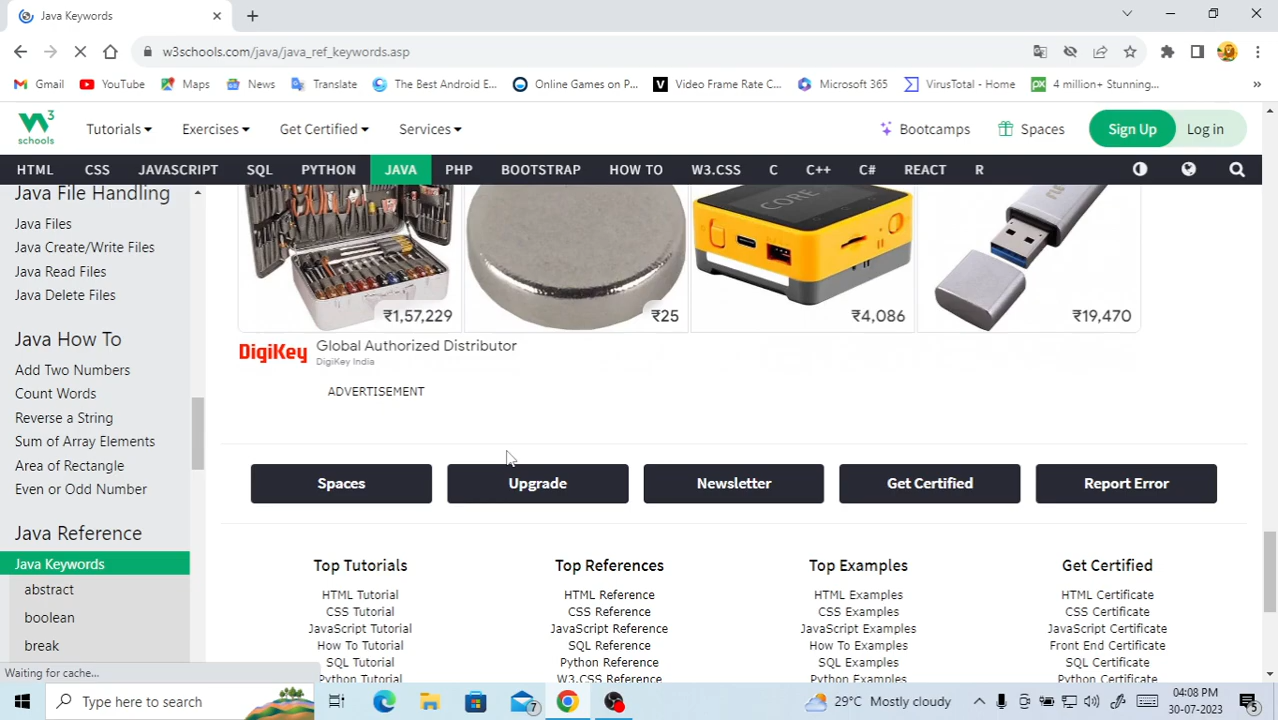 Java Keywords
w3schools.com/java/java_ref_keywords.asp
Gmail YouTube Maps News Translate The Best Android E... Online Games on P... Video Frame Rate C... Microsoft 365 VirusTotal - Home 4 million+ Stunning... »
W3 schools Tutorials Exercises Get Certified Services Bootcamps Spaces Sign Up Log in
HTML CSS JAVASCRIPT SQL PYTHON JAVA PHP BOOTSTRAP HOW TO W3.CSS C C++ C# REACT R
Java File Handling
Java Files
Java Create/Write Files
Java Read Files
Java Delete Files
Java How To
Add Two Numbers
Count Words
Reverse a String
Sum of Array Elements
Area of Rectangle
Even or Odd Number
Java Reference
Java Keywords
abstract
boolean
break
Waiting for cache...
CORE
₹1,57,229 ₹25 ₹4,086 ₹19,470
DigiKey Global Authorized Distributor
DigiKey India
ADVERTISEMENT
Spaces Upgrade Newsletter Get Certified Report Error
Top Tutorials
HTML Tutorial
CSS Tutorial
JavaScript Tutorial
How To Tutorial
SQL Tutorial
Python Tutorial
Top References
HTML Reference
CSS Reference
JavaScript Reference
SQL Reference
Python Reference
W3.CSS Reference
Top Examples
HTML Examples
CSS Examples
JavaScript Examples
How To Examples
SQL Examples
Python Examples
Get Certified
HTML Certificate
CSS Certificate
JavaScript Certificate
Front End Certificate
SQL Certificate
Python Certificate
Type here to search 7 29°C Mostly cloudy 04:08 PM
30-07-2023 5